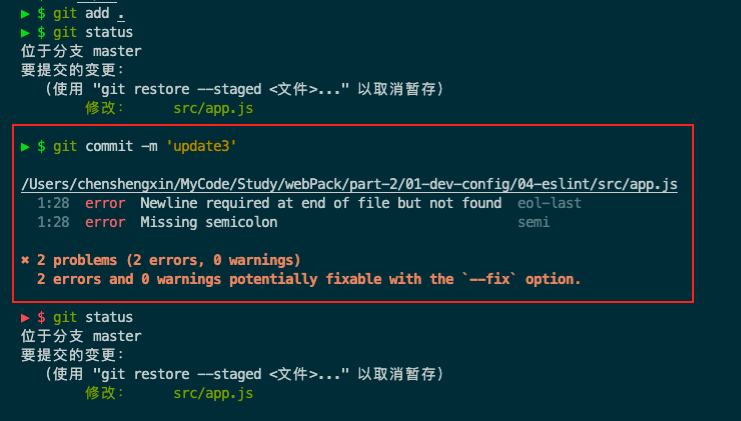 ▶ $ git add .
▶ $ git status
位于分支 master
要提交的变更：
（使用 "git restore --staged <文件>..." 以取消暂存）
修改： src/app.js
▶ $ git commit -m 'update3'
/Users/chenshengxin/MyCode/Study/webPack/part-2/01-dev-config/04-eslint/src/app.js
1:28 error Newline required at end of file but not found eol-last
1:28 error Missing semicolon semi
✖ 2 problems (2 errors, 0 warnings)
2 errors and 0 warnings potentially fixable with the `--fix` option.
▶ $ git status
位于分支 master
要提交的变更：
（使用 "git restore --staged <文件>..." 以取消暂存）
修改： src/app.js